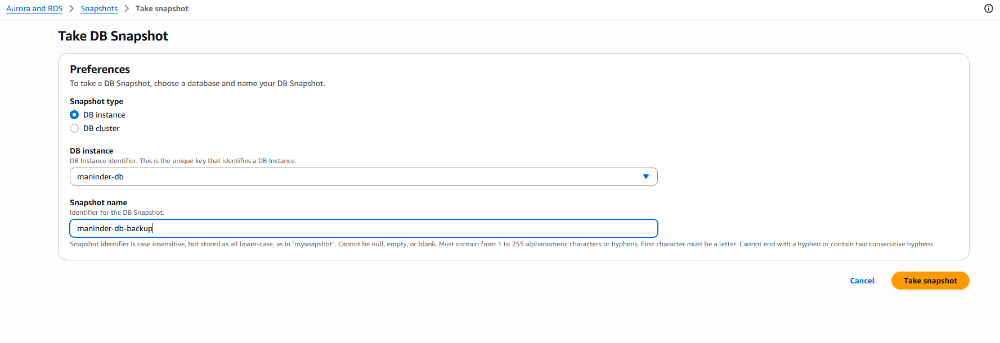 Aurora and RDS > Snapshots > Take snapshot
Take DB Snapshot
Preferences
To take a DB Snapshot, choose a database and name your DB Snapshot.
Snapshot type
DB instance
DB cluster
DB instance
DB Instance identifier. This is the unique key that identifies a DB Instance.
maninder-db
Snapshot name
Identifier for the DB Snapshot.
maninder-db-backup
Snapshot identifier is case insensitive, but stored as all lower-case, as in "mysnapshot". Cannot be null, empty, or blank. Must contain from 1 to 255 alphanumeric characters or hyphens. First character must be a letter. Cannot end with a hyphen or contain two consecutive hyphens.
Cancel Take snapshot